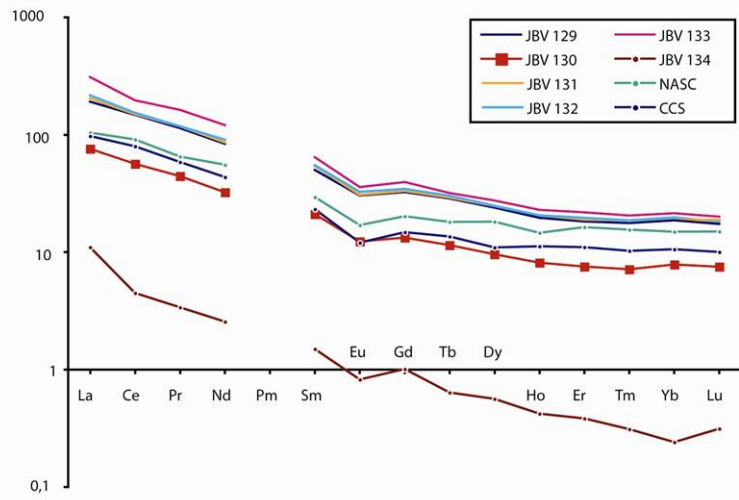 1000
JBV 129 JBV 133
JBV 130 JBV 134
JBV 131 NASC
JBV 132 CCS
100
10
Eu Gd Tb Dy
1
La Ce Pr Nd Pm Sm Ho Er Tm Yb Lu
0,1